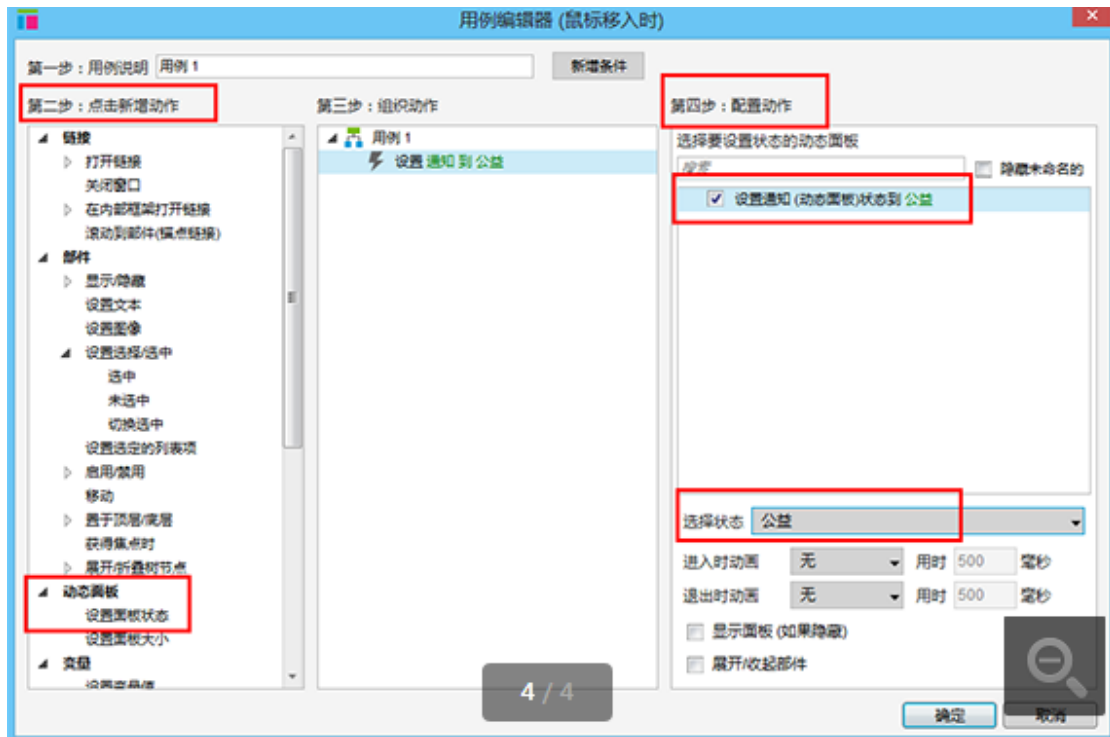 用例编辑器 (鼠标移入时)
第一步：用例说明 用例 1 新增条件
第二步：点击新增动作
链接
打开链接
关闭窗口
在内部框架打开链接
滚动到部件(锚点链接)
部件
显示/隐藏
设置文本
设置图像
设置选择/选中
选中
未选中
切换选中
设置选定的列表项
启用/禁用
移动
置于顶层/底层
获得焦点时
展开/折叠树节点
动态面板
设置面板状态
设置面板大小
变量
设置变量值
第三步：组织动作
用例 1
设置 通知 到 公益
第四步：配置动作
选择要设置状态的动态面板
搜索 隐藏未命名的
设置通知 (动态面板)状态到 公益
选择状态 公益
进入时动画 无 用时 500 毫秒
退出时动画 无 用时 500 毫秒
显示面板 (如果隐藏)
展开/收起部件
4 / 4
确定 取消